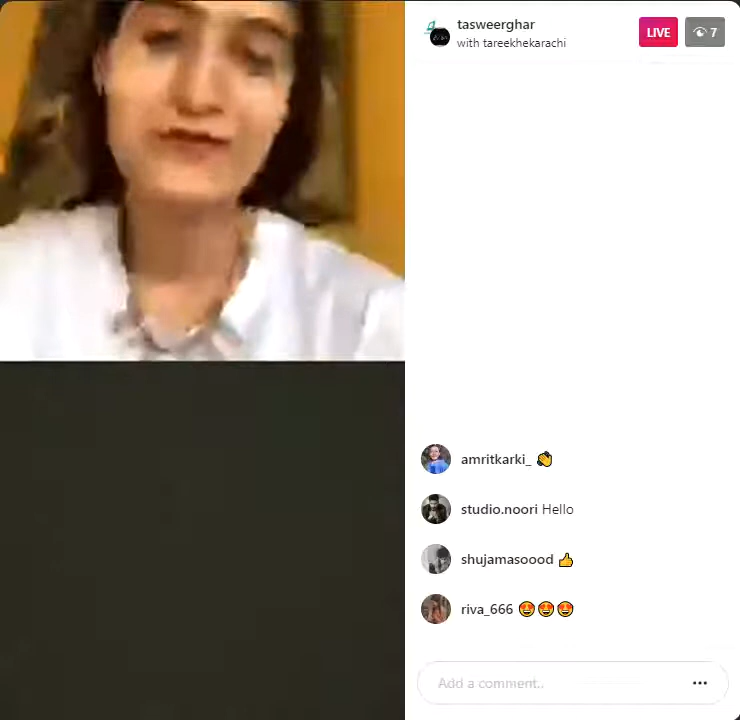 tasweerghar
with tareekhekarachi
LIVE
7
amritkarki_
studio.noori Hello
shujamasoood
riva_666
Add a comment..